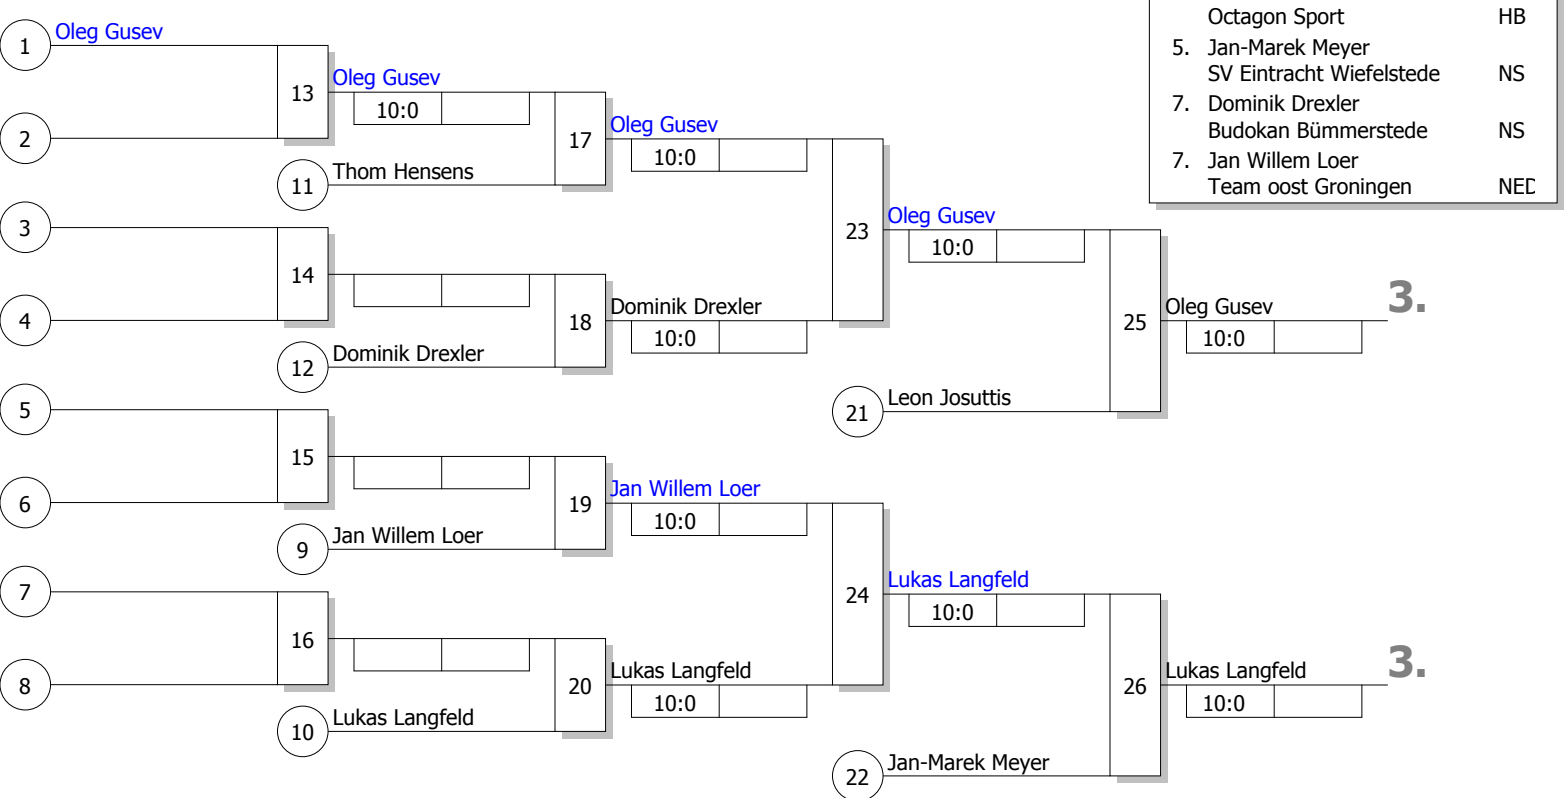 Octagon Sport HB
5. Jan-Marek Meyer
SV Eintracht Wiefelstede NS
7. Dominik Drexler
Budokan Bümmerstede NS
7. Jan Willem Loer
Team oost Groningen NED
1 Oleg Gusev
13 Oleg Gusev
10:0
2
17 Oleg Gusev
10:0
11 Thom Hensens
3
23 Oleg Gusev
10:0
14
4
18 Dominik Drexler
10:0
25 Oleg Gusev 3.
10:0
12 Dominik Drexler
5
21 Leon Josuttis
15
6
19 Jan Willem Loer
10:0
9 Jan Willem Loer
7
24 Lukas Langfeld
10:0
16
8
20 Lukas Langfeld
10:0
26 Lukas Langfeld 3.
10:0
10 Lukas Langfeld
22 Jan-Marek Meyer